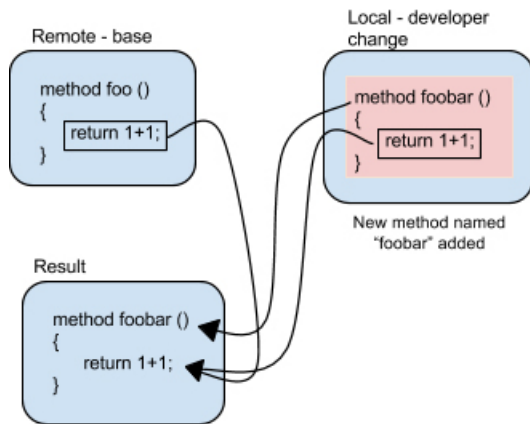 Remote - base
method foo ()
{
return 1+1;
}
Local - developer
change
method foobar ()
{
return 1+1;
}
New method named
“foobar” added
Result
method foobar ()
{
return 1+1;
}